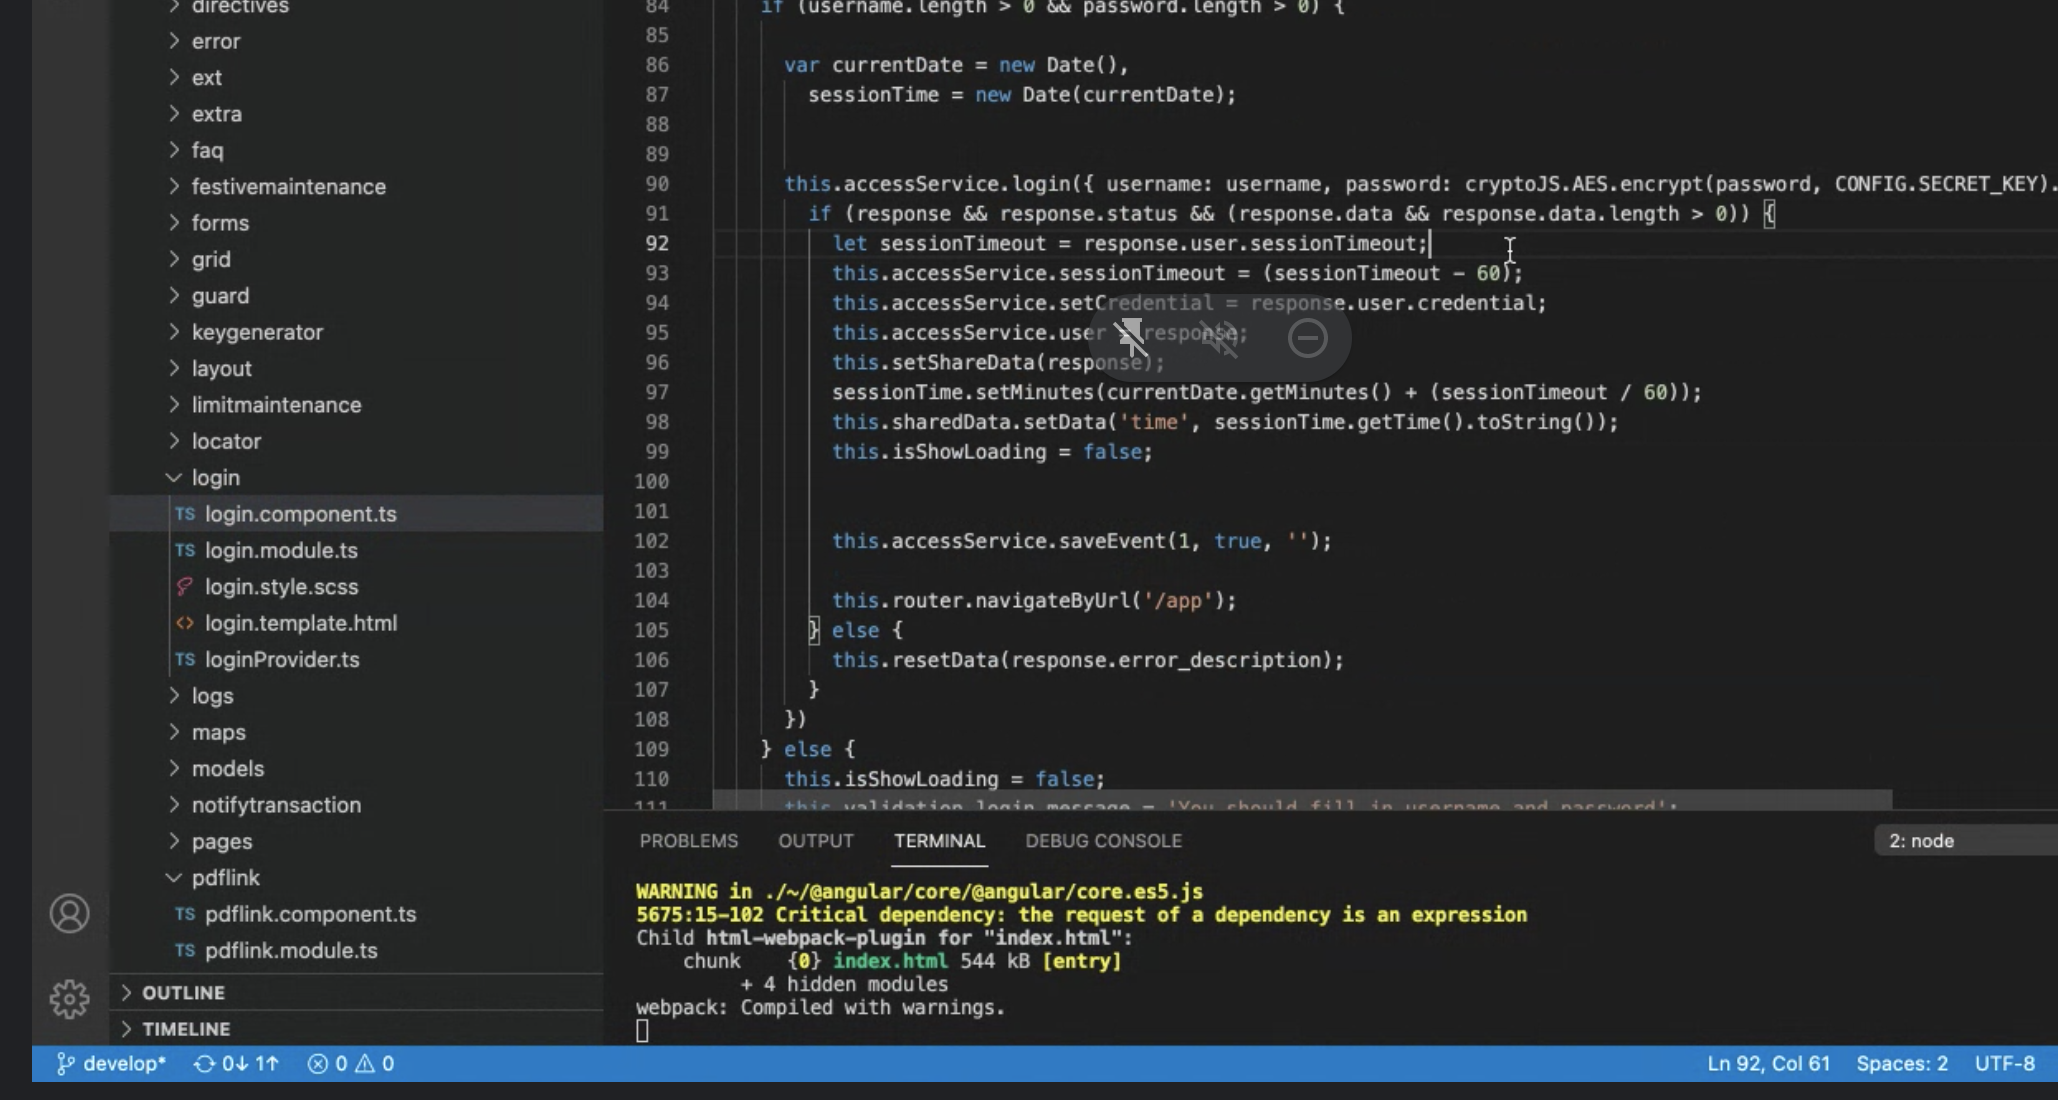 directives
error
ext
extra
faq
festivemaintenance
forms
grid
guard
keygenerator
layout
limitmaintenance
locator
login
TS login.component.ts
TS login.module.ts
login.style.scss
<> login.template.html
TS loginProvider.ts
logs
maps
models
notifytransaction
pages
pdflink
TS pdflink.component.ts
TS pdflink.module.ts
OUTLINE
TIMELINE
84 if (username.length > 0 && password.length > 0) {
85
86 var currentDate = new Date(),
87 sessionTime = new Date(currentDate);
88
89
90 this.accessService.login({ username: username, password: cryptoJS.AES.encrypt(password, CONFIG.SECRET_KEY).
91 if (response && response.status && (response.data && response.data.length > 0)) {
92 let sessionTimeout = response.user.sessionTimeout;
93 this.accessService.sessionTimeout = (sessionTimeout - 60);
94 this.accessService.setCredential = response.user.credential;
95 this.accessService.user = response;
96 this.setShareData(response);
97 sessionTime.setMinutes(currentDate.getMinutes() + (sessionTimeout / 60));
98 this.sharedData.setData('time', sessionTime.getTime().toString());
99 this.isShowLoading = false;
100
101
102 this.accessService.saveEvent(1, true, '');
103
104 this.router.navigateByUrl('/app');
105 } else {
106 this.resetData(response.error_description);
107 }
108 })
109 } else {
110 this.isShowLoading = false;
111 this.validation_login_message = 'You should fill in username and password';
PROBLEMS OUTPUT TERMINAL DEBUG CONSOLE 2: node
WARNING in ./~/@angular/core/@angular/core.es5.js
5675:15-102 Critical dependency: the request of a dependency is an expression
Child html-webpack-plugin for "index.html":
chunk {0} index.html 544 kB [entry]
+ 4 hidden modules
webpack: Compiled with warnings.
develop* 0↓ 1↑ 0 0 Ln 92, Col 61 Spaces: 2 UTF-8